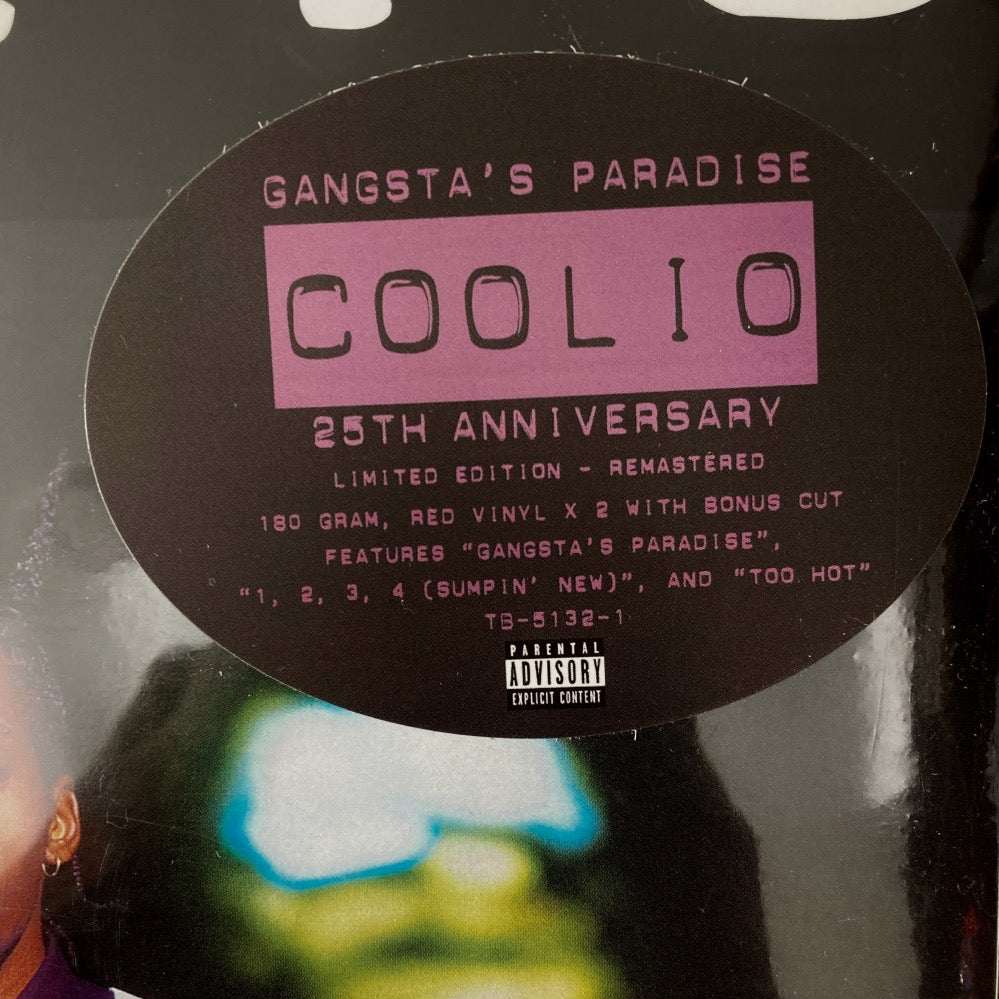 GANGSTA'S PARADISE
COOLIO
25TH ANNIVERSARY
LIMITED EDITION - REMASTERED
180 GRAM, RED VINYL X 2 WITH BONUS CUT
FEATURES "GANGSTA'S PARADISE",
"1, 2, 3, 4 (SUMPIN' NEW)", AND "TOO HOT"
TB-5132-1
PARENTAL
ADVISORY
EXPLICIT CONTENT